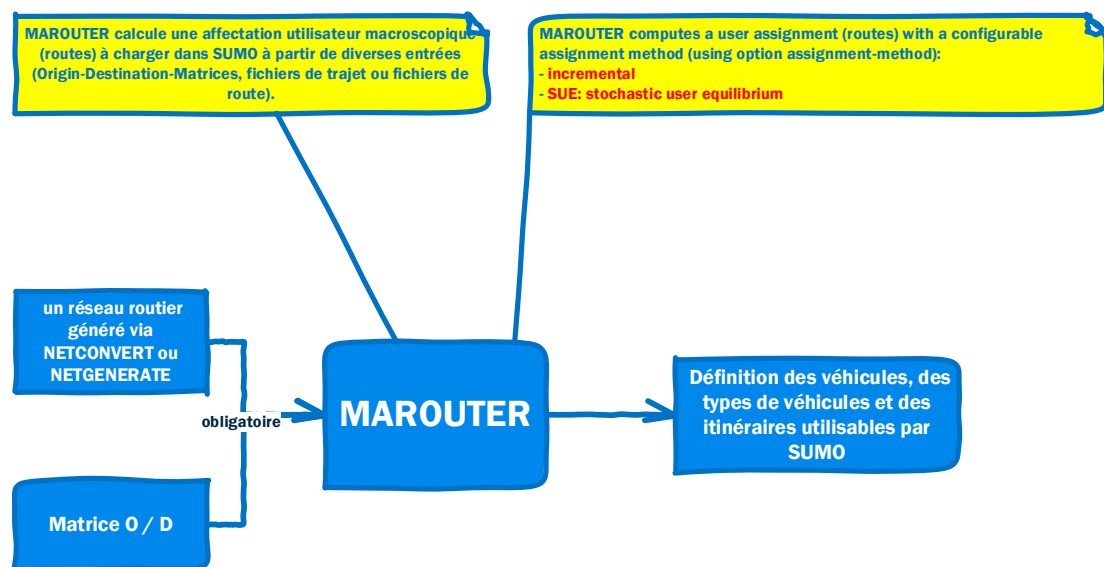 MAROUTER calcule une affectation utilisateur macroscopique
(routes) à charger dans SUMO à partir de diverses entrées
(Origin-Destination-Matrices, fichiers de trajet ou fichiers de
route).
MAROUTER computes a user assignment (routes) with a configurable
assignment method (using option assignment-method):
- incremental
- SUE: stochastic user equilibrium
un réseau routier
généré via
NETCONVERT ou
NETGENERATE
obligatoire
MAROUTER
Définition des véhicules, des
types de véhicules et des
itinéraires utilisables par
SUMO
Matrice O / D